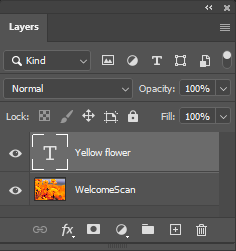 Layers
Kind
T
Normal
Opacity: 100%
Lock:
Fill: 100%
T
Yellow flower
WelcomeScan
fx